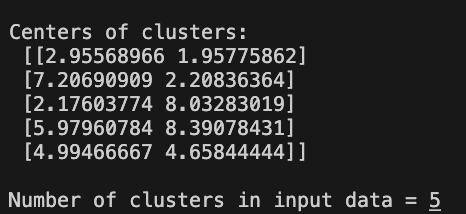 Centers of clusters:
[[2.95568966 1.95775862]
[7.20690909 2.20836364]
[2.17603774 8.03283019]
[5.97960784 8.39078431]
[4.99466667 4.65844444]]
Number of clusters in input data = 5